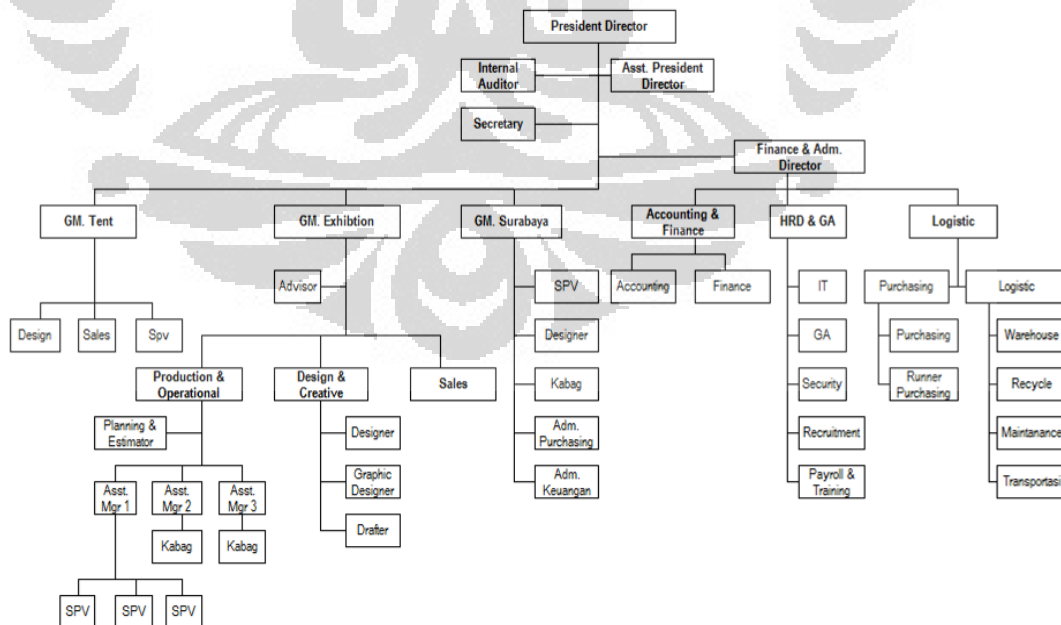 President Director
Internal
Auditor
Asst. President
Director
Secretary
Finance & Adm.
Director
GM. Tent
GM. Exhibtion
GM. Surabaya
Accounting &
Finance
HRD & GA
Logistic
Advisor
SPV
Accounting
Finance
IT
Purchasing
Logistic
Design
Sales
Spv
Designer
GA
Purchasing
Warehouse
Production &
Operational
Design &
Creative
Sales
Kabag
Security
Runner
Purchasing
Recycle
Planning &
Estimator
Designer
Adm.
Purchasing
Recruitment
Maintanance
Asst.
Mgr 1
Asst.
Mgr 2
Asst.
Mgr 3
Graphic
Designer
Adm.
Keuangan
Payroll &
Training
Transportasi
Kabag
Kabag
Drafter
SPV
SPV
SPV